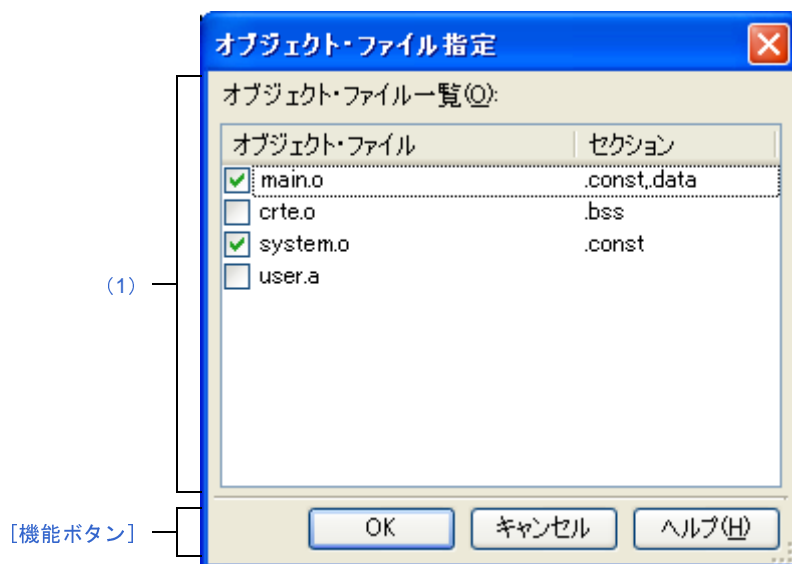 オブジェクト・ファイル指定
オブジェクト・ファイル一覧(O):
オブジェクト・ファイル セクション
main.o .const,.data
crte.o .bss
system.o .const
user.a
(1)
[機能ボタン]
OK キャンセル ヘルプ(H)